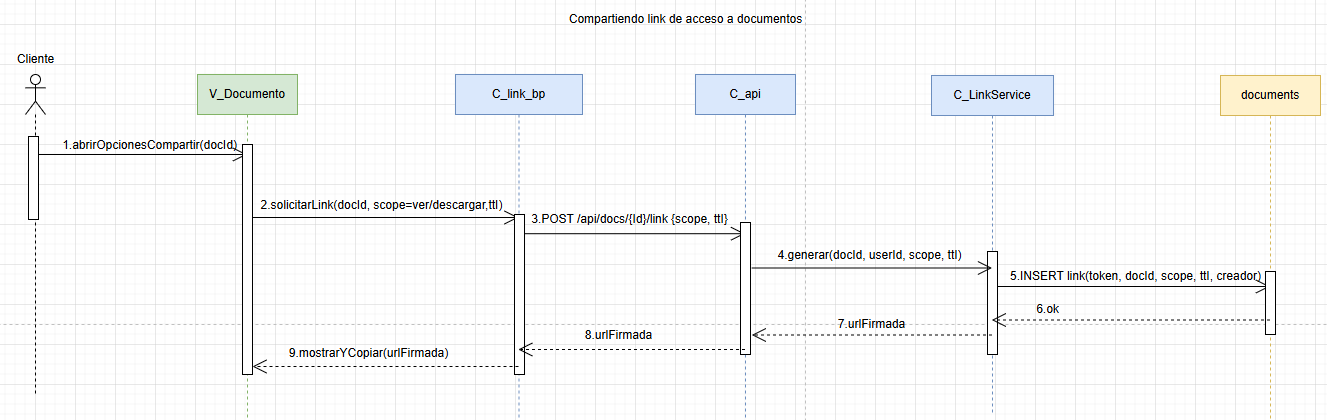 Compartiendo link de acceso a documentos
Cliente
V_Documento
C_link_bp
C_api
C_LinkService
documents
1.abrirOpcionesCompartir(docId)
2.solicitarLink(docId, scope=ver/descargar,ttl)
3.POST /api/docs/{Id}/link {scope, ttl}
4.generar(docId, userId, scope, ttl)
5.INSERT link(token, docId, scope, ttl, creador)
6.ok
7.urlFirmada
8.urlFirmada
9.mostrarYCopiar(urlFirmada)